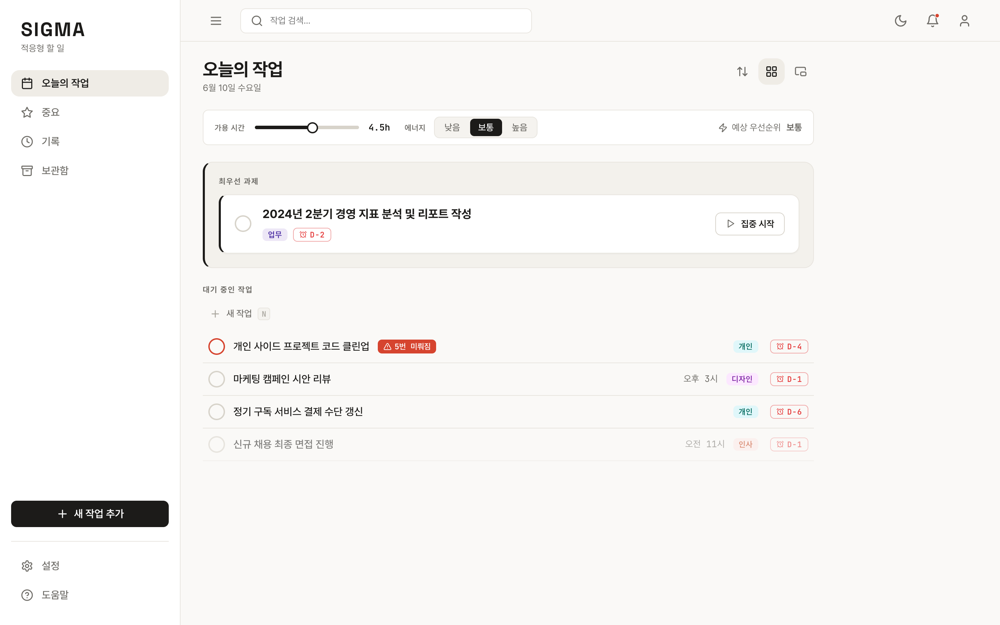 SIGMA
적응형 할 일
오늘의 작업
중요
기록
보관함
새 작업 추가
설정
도움말
작업 검색...
오늘의 작업
6월 10일 수요일
가용 시간 4.5h 에너지 낮음 보통 높음 예상 우선순위 보통
최우선 과제
2024년 2분기 경영 지표 분석 및 리포트 작성
업무 D-2
집중 시작
대기 중인 작업
새 작업 N
개인 사이드 프로젝트 코드 클린업 5번 미뤄짐 개인 D-4
마케팅 캠페인 시안 리뷰 오후 3시 디자인 D-1
정기 구독 서비스 결제 수단 갱신 개인 D-6
신규 채용 최종 면접 진행 오전 11시 인사 D-1